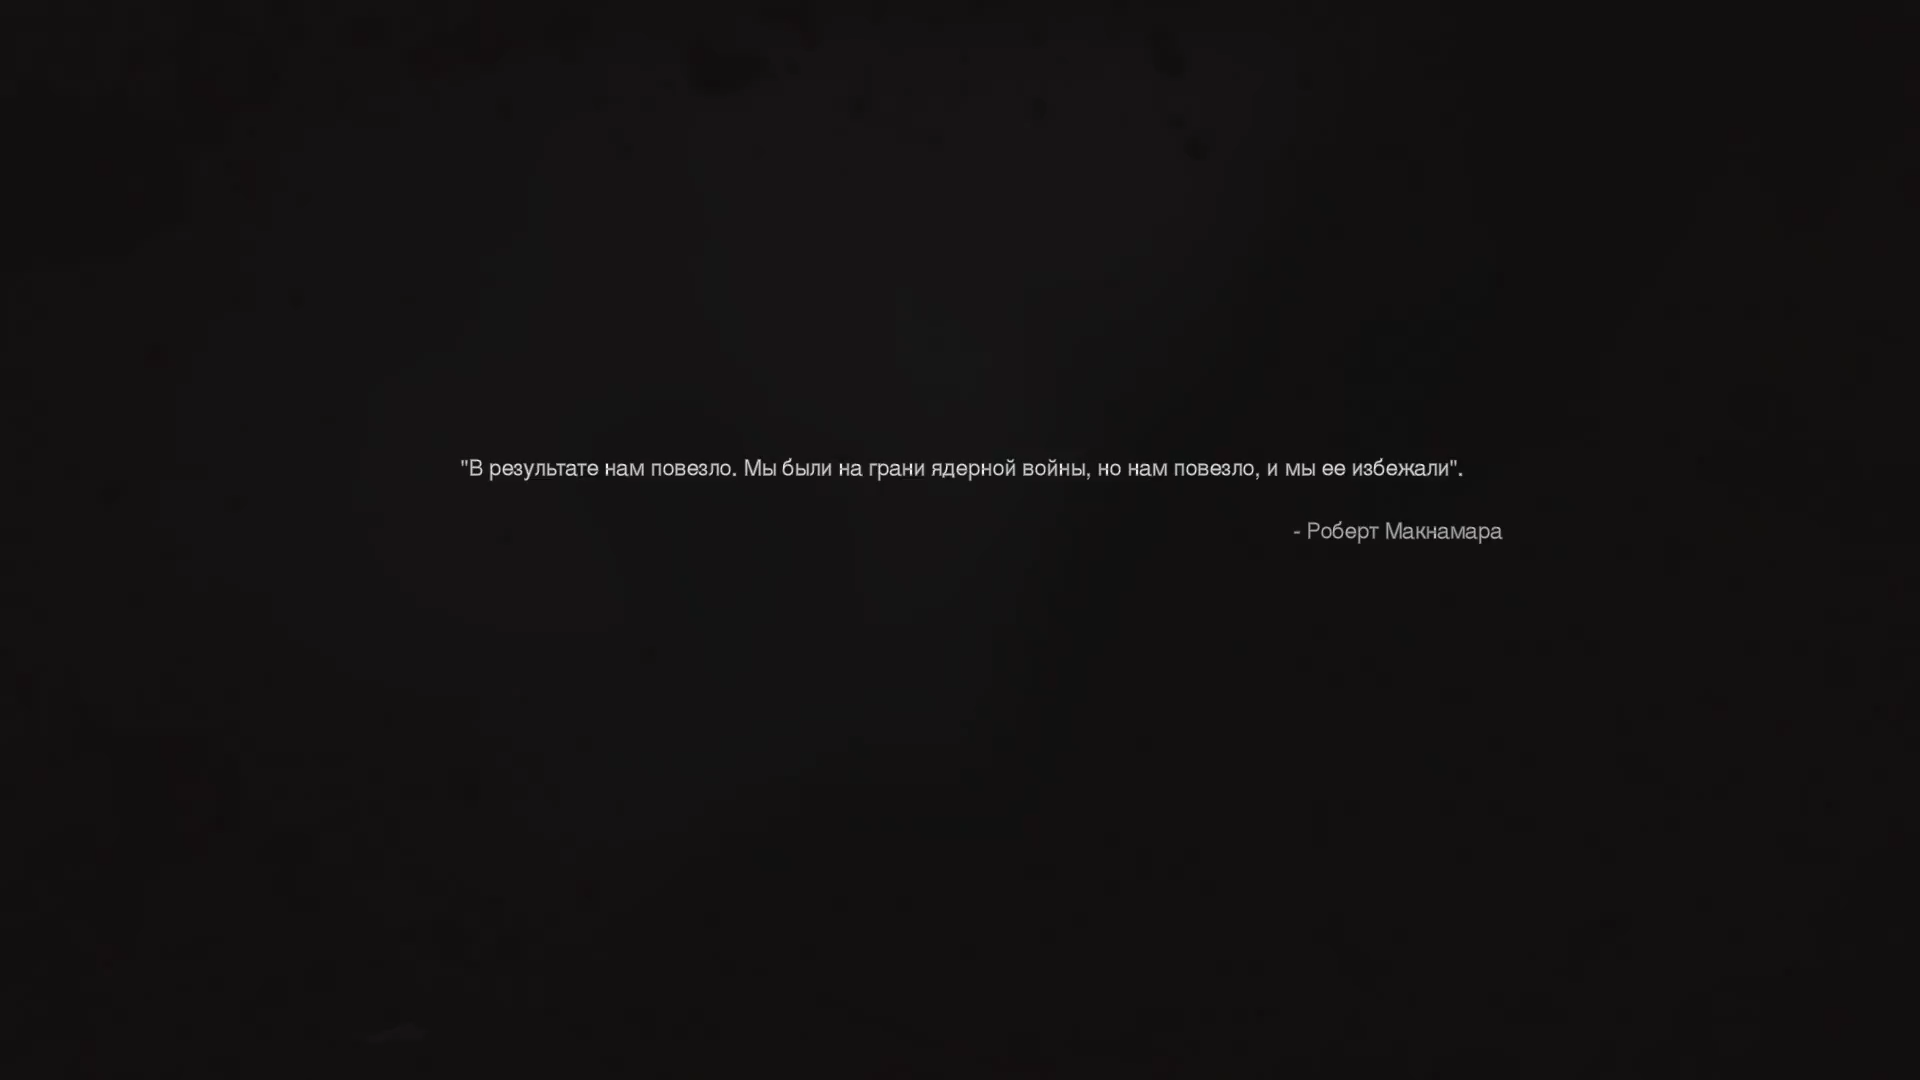 "В результате нам повезло. Мы были на грани ядерной войны, но нам повезло, и мы ее избежали".
- Роберт Макнамара